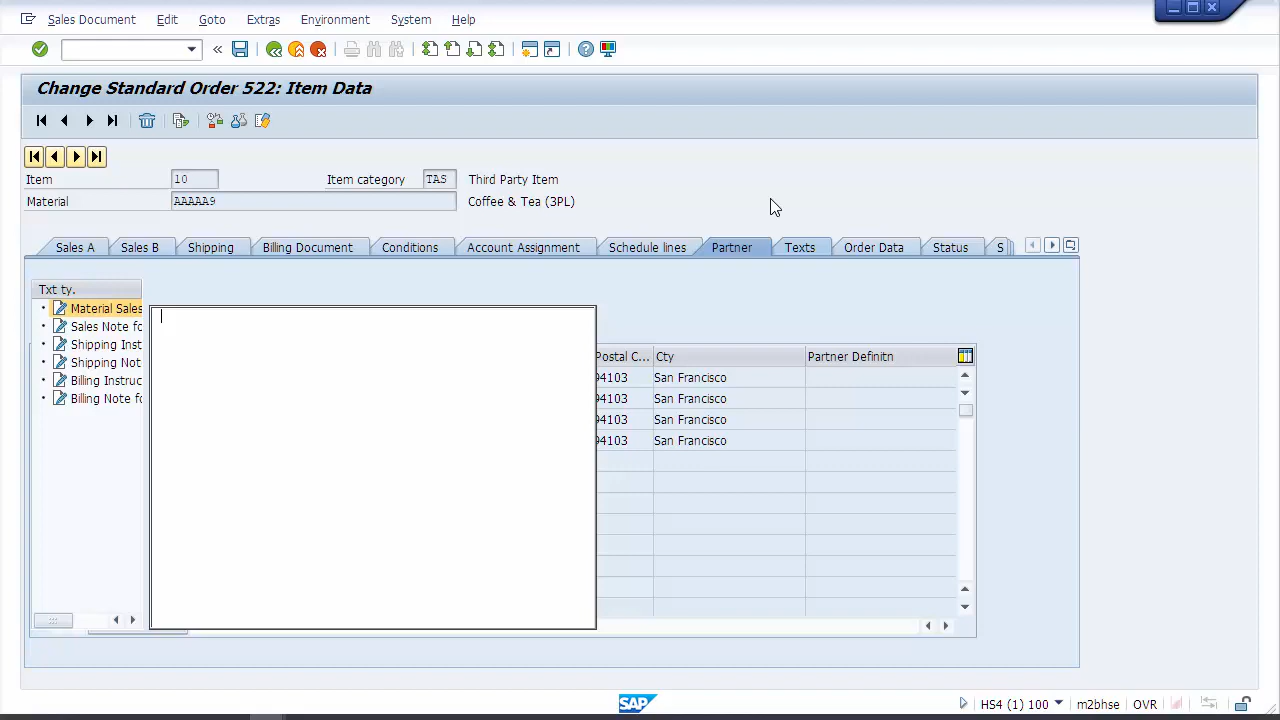 Sales Document Edit Goto Extras Environment System Help
Change Standard Order 522: Item Data
Item 10 Item category TAS Third Party Item
Material AAAAA9 Coffee & Tea (3PL)
Sales A Sales B Shipping Billing Document Conditions Account Assignment Schedule lines Partner Texts Order Data Status S
Txt ty.
Material Sales
Sales Note fo
Shipping Inst
Shipping Not
Billing Instruc
Billing Note fo
Postal C... Cty Partner Definitn
94103 San Francisco
94103 San Francisco
94103 San Francisco
94103 San Francisco
SAP HS4 (1) 100 m2bhse OVR